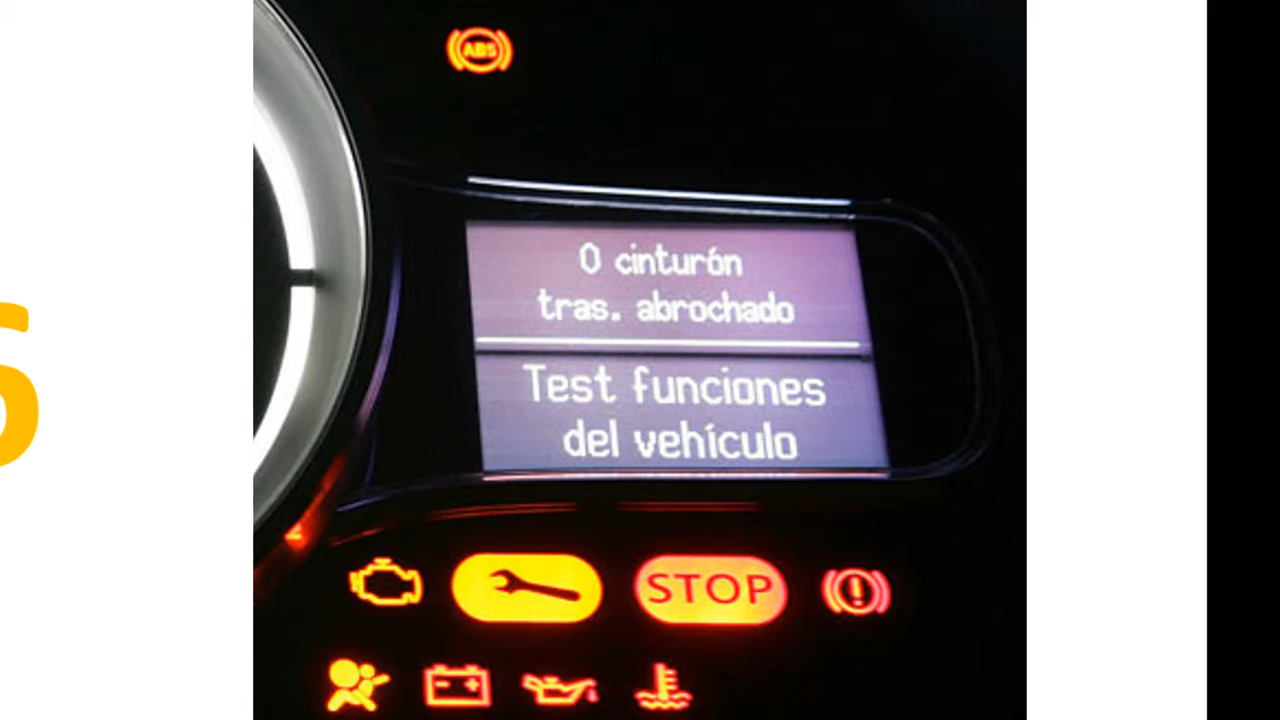 ABS
0 cinturón
tras. abrochado
Test funciones
del vehículo
STOP